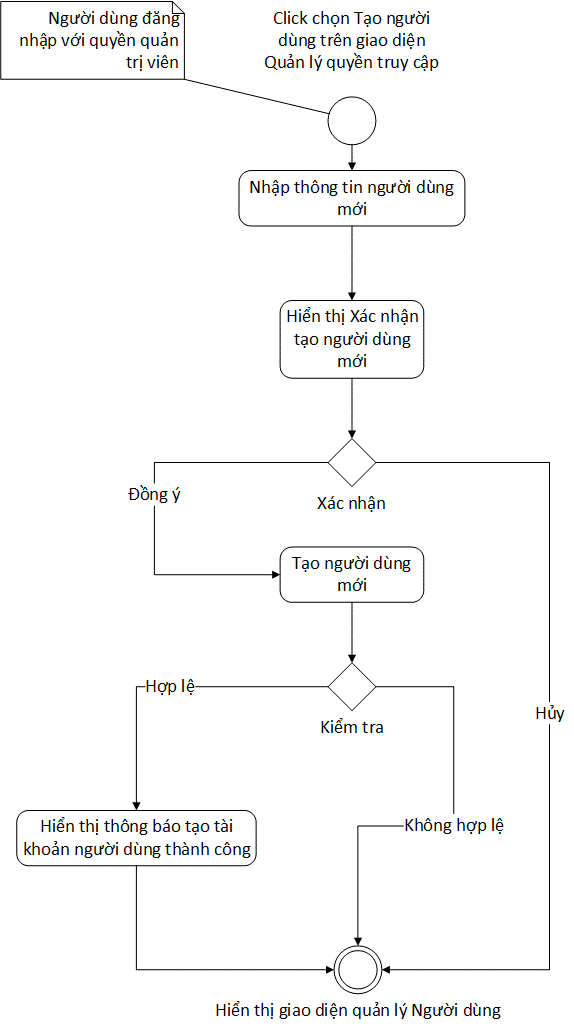 Người dùng đăng
nhập với quyền quản
trị viên
Click chọn Tạo người
dùng trên giao diện
Quản lý quyền truy cập
Nhập thông tin người dùng
mới
Hiển thị Xác nhận
tạo người dùng
mới
Xác nhận
Đồng ý
Tạo người dùng
mới
Hợp lệ
Kiểm tra
Hủy
Không hợp lệ
Hiển thị thông báo tạo tài
khoản người dùng thành công
Hiển thị giao diện quản lý Người dùng